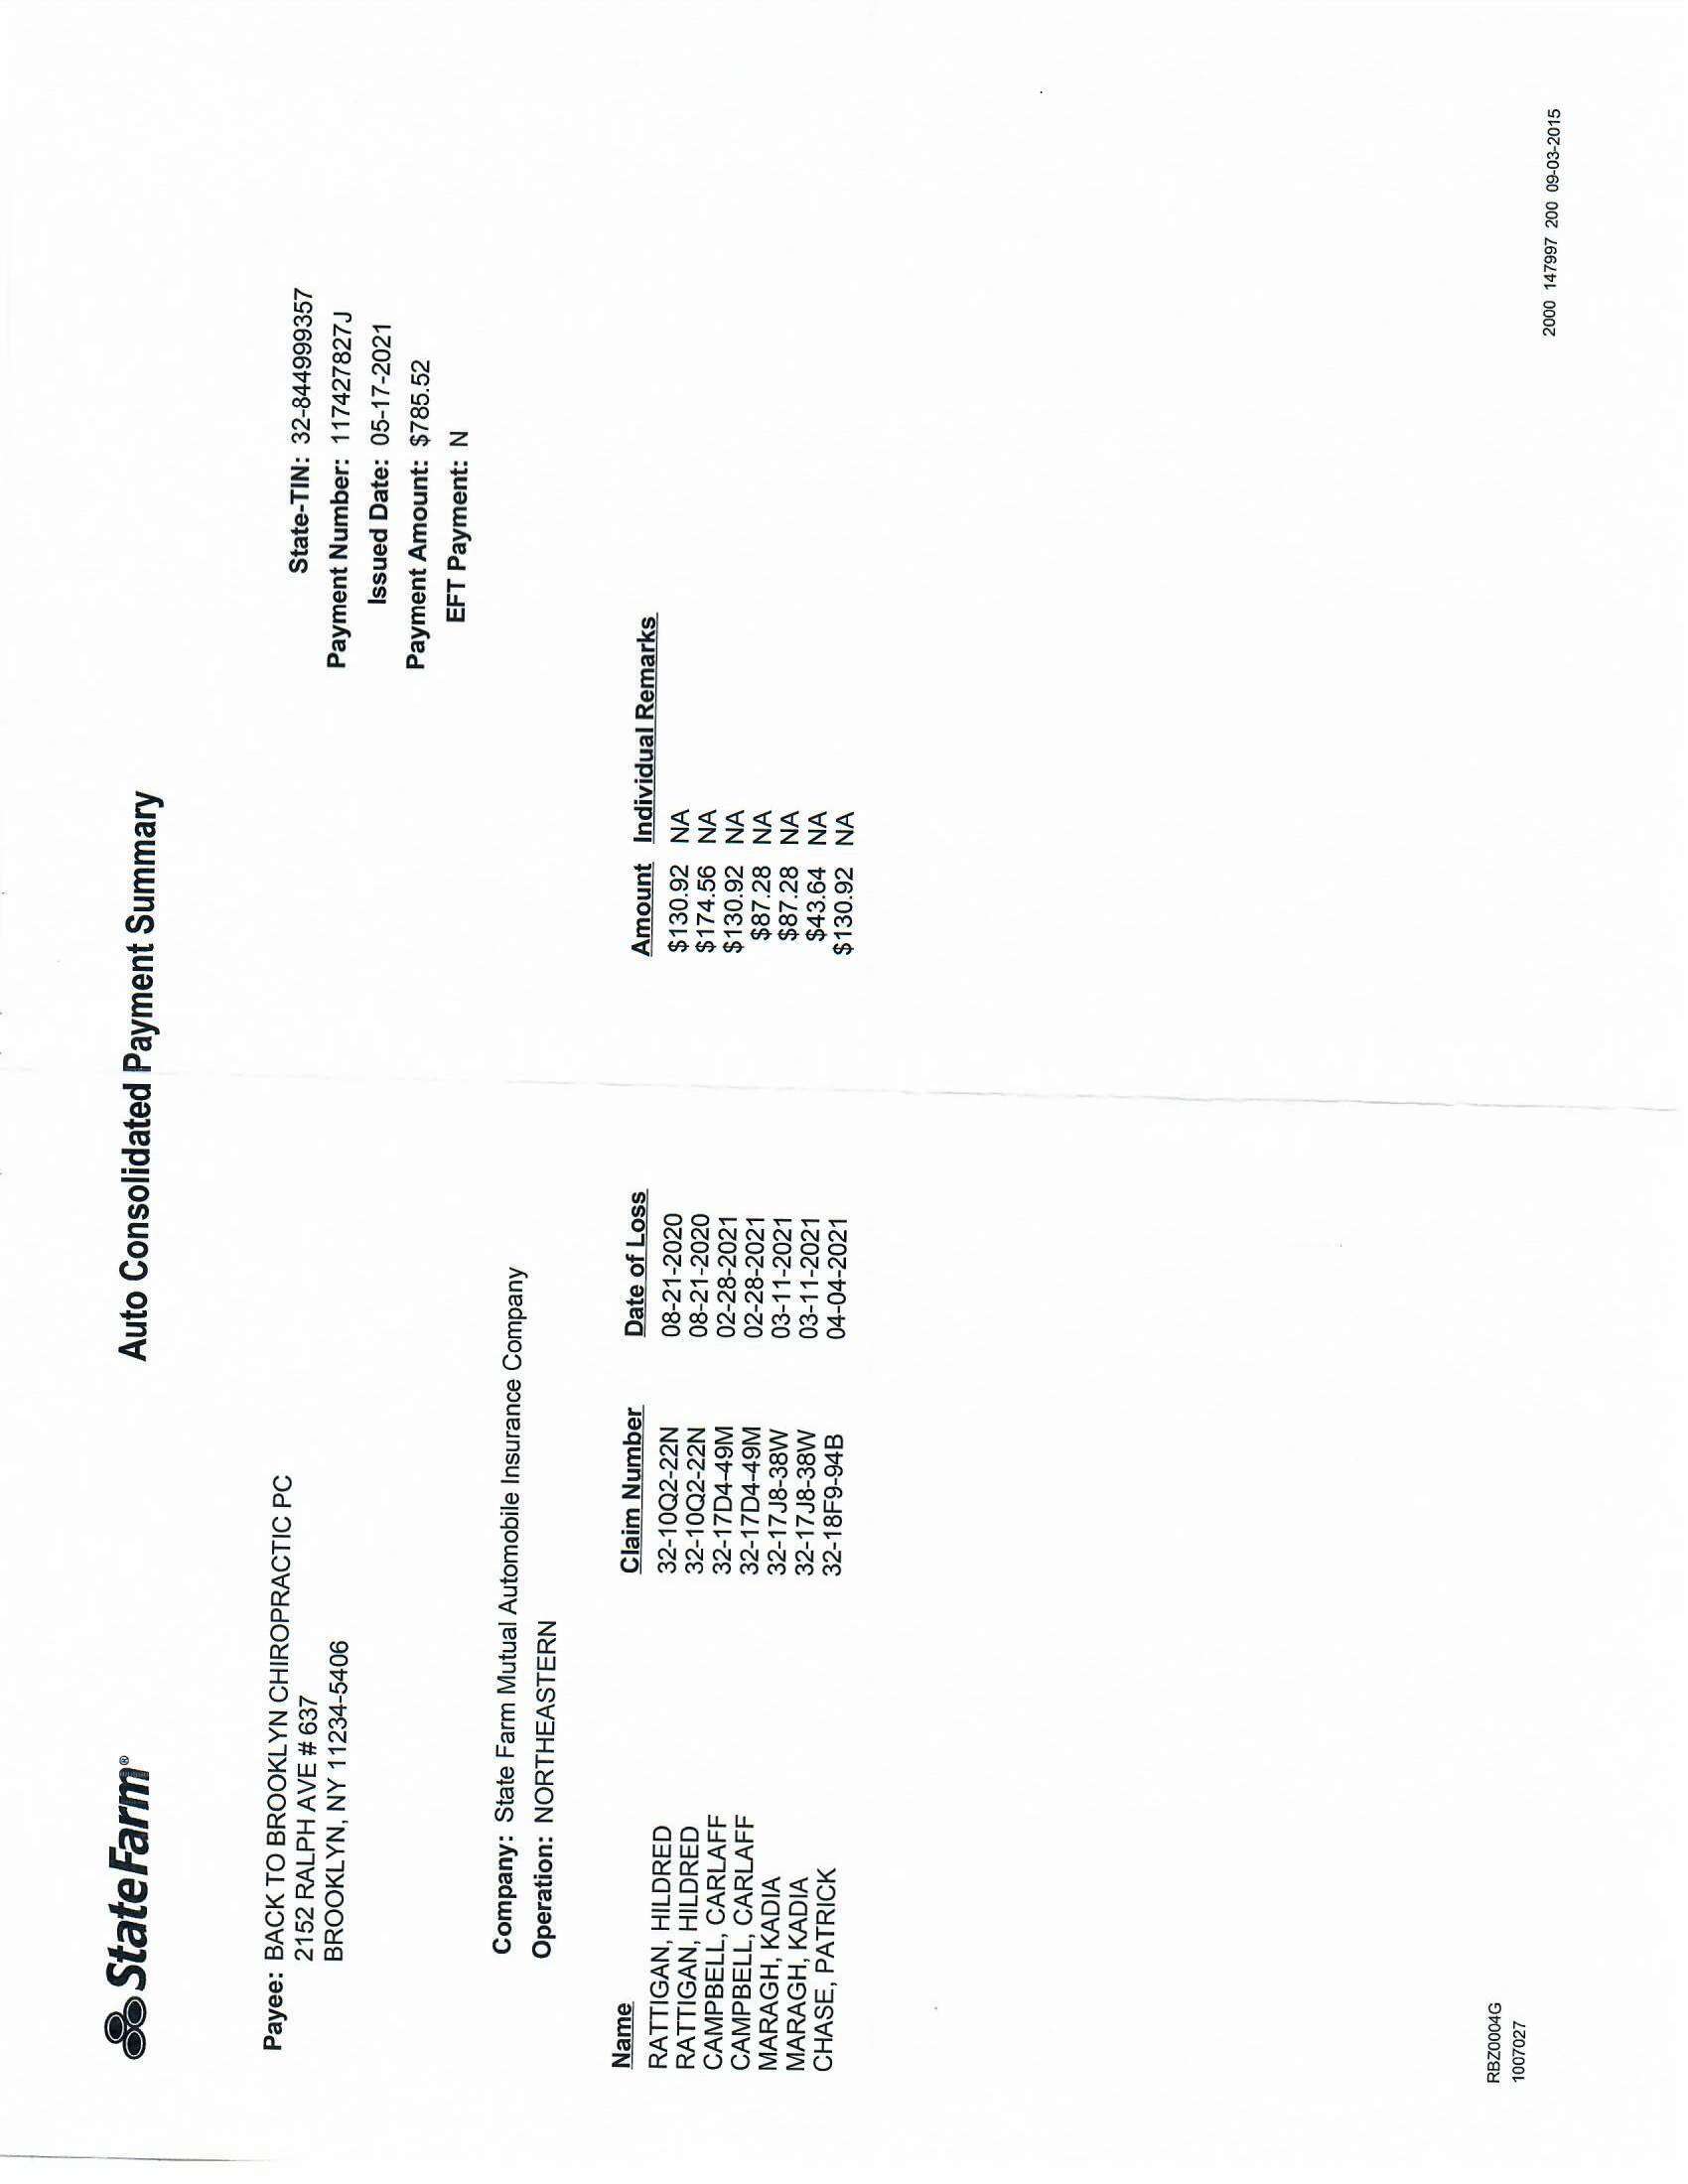 StateFarm®
Auto Consolidated Payment Summary
Payee: BACK TO BROOKLYN CHIROPRACTIC PC
2152 RALPH AVE # 637
BROOKLYN, NY 11234-5406
State-TIN: 32-844999357
Payment Number: 117427827J
Issued Date: 05-17-2021
Payment Amount: $785.52
EFT Payment: N
Company: State Farm Mutual Automobile Insurance Company
Operation: NORTHEASTERN
Name Claim Number Date of Loss Amount Individual Remarks
RATTIGAN, HILDRED 32-10Q2-22N 08-21-2020 $130.92 NA
RATTIGAN, HILDRED 32-10Q2-22N 08-21-2020 $174.56 NA
CAMPBELL, CARLAFF 32-17D4-49M 02-28-2021 $130.92 NA
CAMPBELL, CARLAFF 32-17D4-49M 02-28-2021 $87.28 NA
MARAGH, KADIA 32-17J8-38W 03-11-2021 $87.28 NA
MARAGH, KADIA 32-17J8-38W 03-11-2021 $43.64 NA
CHASE, PATRICK 32-18F9-94B 04-04-2021 $130.92 NA
RBZ0004G
1007027
2000 147997 200 09-03-2015